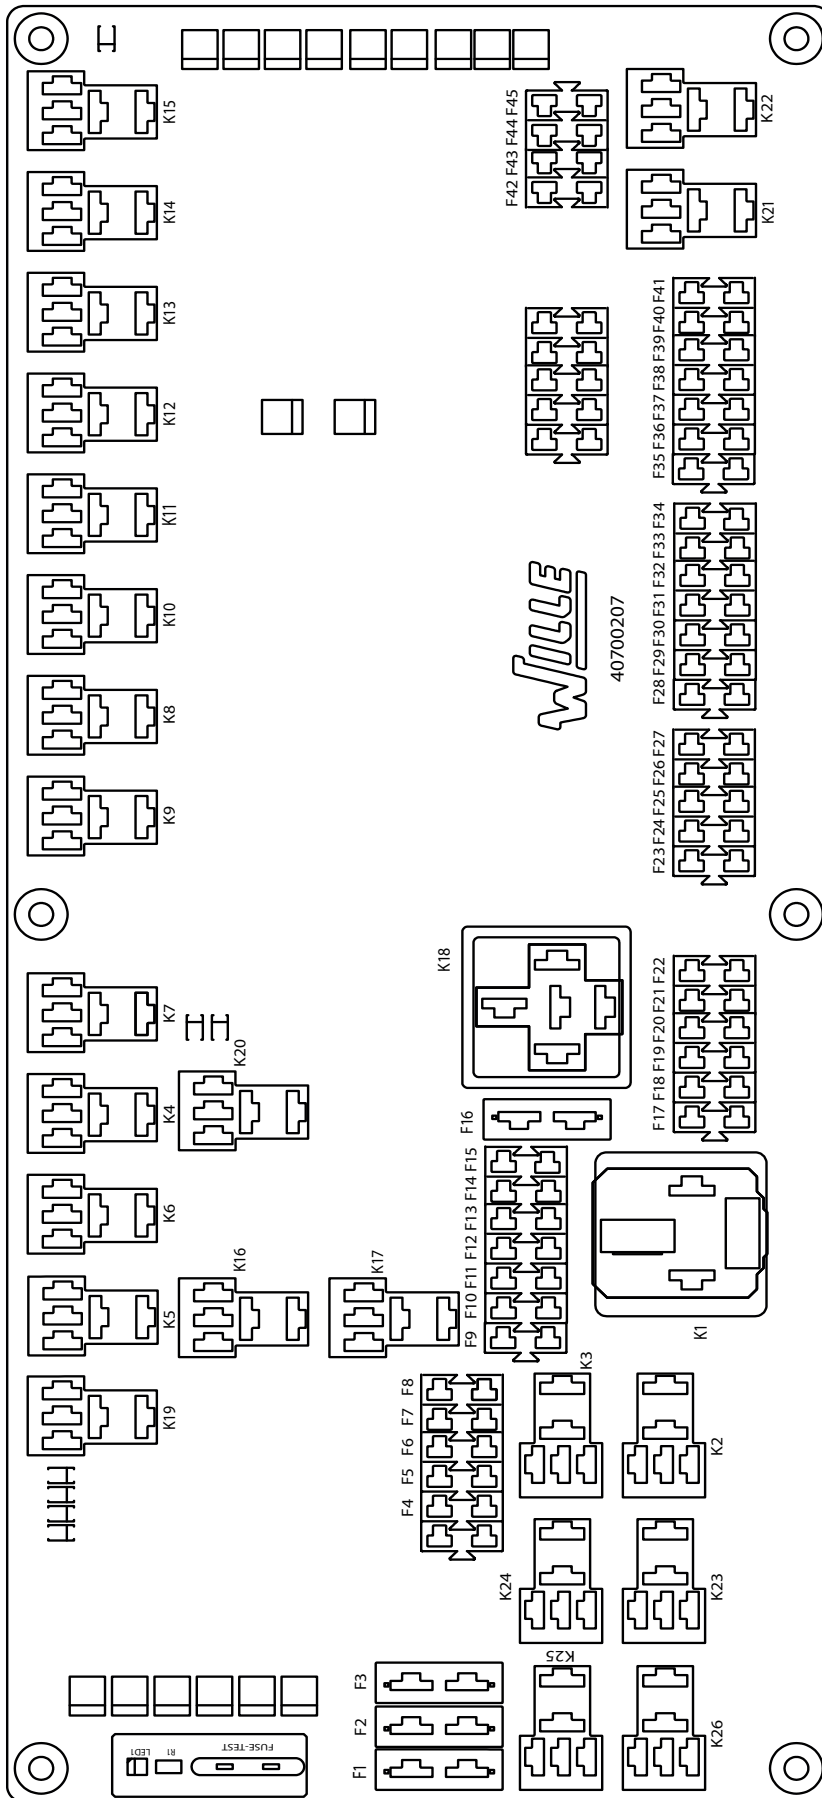 K15
K22
F42 F43 F44 F45
K14
K21
K13
F35 F36 F37 F38 F39 F40 F41
K12
K11
F28 F29 F30 F31 F32 F33 F34
WILLE
40700207
K10
K8
F23 F24 F25 F26 F27
K9
K18
K7
F17 F18 F19 F20 F21 F22
K20
K4
F16
F9 F10 F11 F12 F13 F14 F15
K6
K16
K17
K5
K1
K3
K19
F4 F5 F6 F7 F8
K2
K24
K23
K25
F3
F2
F1
K26
LED1
R1
FUSE-TEST